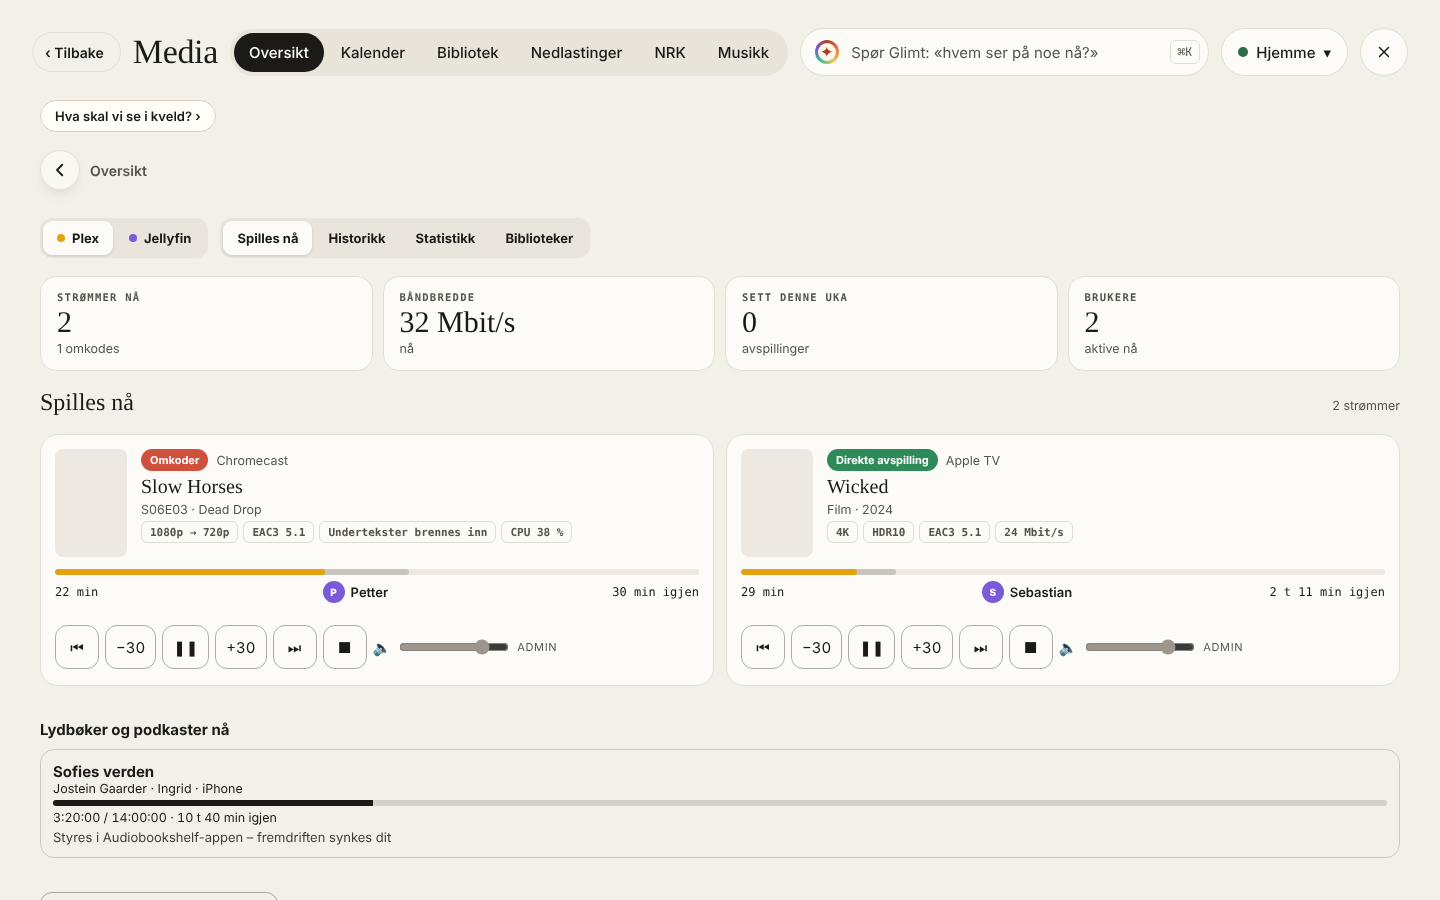 ‹ Tilbake
Media
Oversikt
Kalender
Bibliotek
Nedlastinger
NRK
Musikk
Spør Glimt: «hvem ser på noe nå?»
⌘K
Hjemme ▾
✕
Hva skal vi se i kveld? ›
Oversikt
Plex
Jellyfin
Spilles nå
Historikk
Statistikk
Biblioteker
STRØMMER NÅ
2
1 omkodes
BÅNDBREDDE
32 Mbit/s
nå
SETT DENNE UKA
0
avspillinger
BRUKERE
2
aktive nå
Spilles nå
2 strømmer
Omkoder Chromecast
Slow Horses
S06E03 · Dead Drop
1080p → 720p EAC3 5.1 Undertekster brennes inn CPU 38 %
22 min
P Petter
30 min igjen
−30
+30
ADMIN
Direkte avspilling Apple TV
Wicked
Film · 2024
4K HDR10 EAC3 5.1 24 Mbit/s
29 min
S Sebastian
2 t 11 min igjen
−30
+30
ADMIN
Lydbøker og podkaster nå
Sofies verden
Jostein Gaarder · Ingrid · iPhone
3:20:00 / 14:00:00 · 10 t 40 min igjen
Styres i Audiobookshelf-appen – fremdriften synkes dit